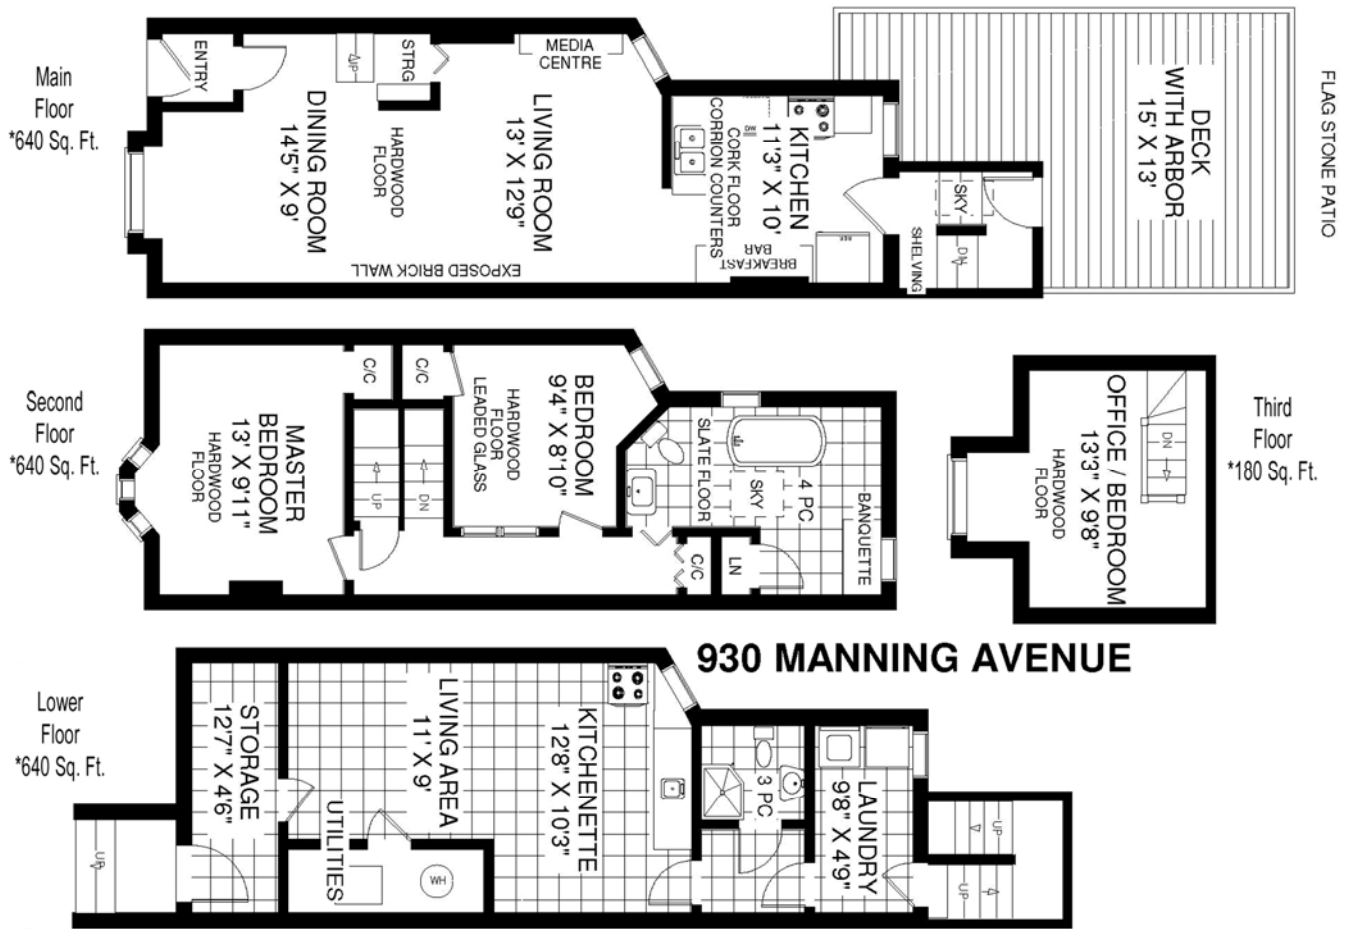 Main
Floor
*640 Sq. Ft.
ENTRY
UP
STRG
MEDIA
CENTRE
DINING ROOM
14'5" X 9'
HARDWOOD
FLOOR
LIVING ROOM
13' X 12'9"
EXPOSED BRICK WALL
KITCHEN
11'3" X 10'
CORK FLOOR
CORRION COUNTERS
DW
REF
BREAKFAST
BAR
SKY
SHELVING
DN
DECK
WITH ARBOR
15' X 13'
FLAG STONE PATIO
Second
Floor
*640 Sq. Ft.
MASTER
BEDROOM
13' X 9'11"
HARDWOOD
FLOOR
C/C
C/C
UP
DN
BEDROOM
9'4" X 8'10"
HARDWOOD
FLOOR
LEADED GLASS
SLATE FLOOR
SKY
4 PC
BANQUETTE
C/C
LN
OFFICE / BEDROOM
13'3" X 9'8"
HARDWOOD
FLOOR
DN
Third
Floor
*180 Sq. Ft.
930 MANNING AVENUE
Lower
Floor
*640 Sq. Ft.
UP
STORAGE
12'7" X 4'6"
LIVING AREA
11' X 9'
UTILITIES
WH
KITCHENETTE
12'8" X 10'3"
3 PC
LAUNDRY
9'8" X 4'9"
UP
UP